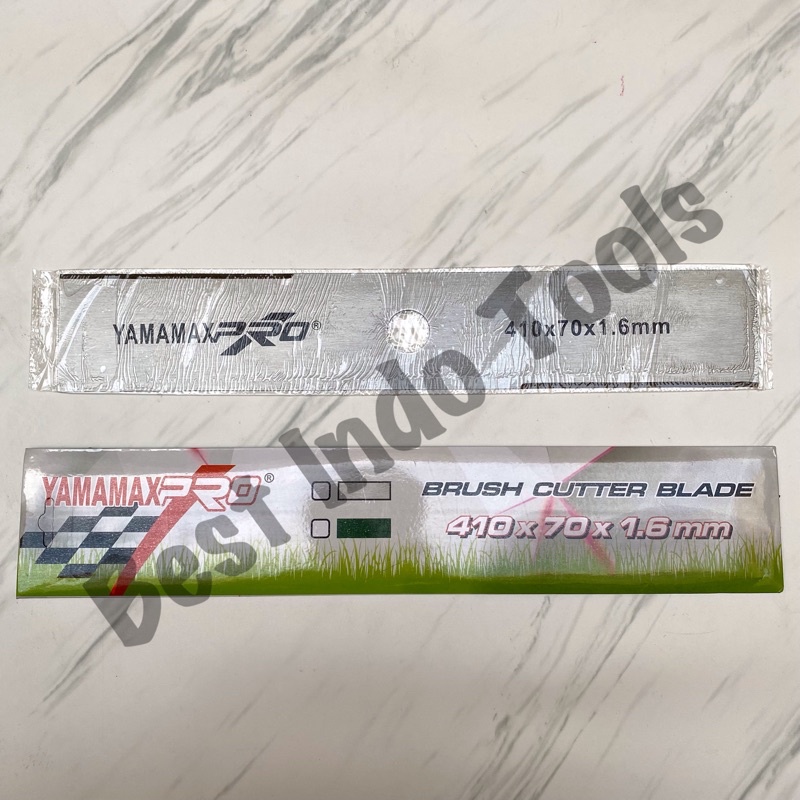 YAMAMAXPRO®
410x70x1.6mm
YAMAMAXPRO®
BRUSH CUTTER BLADE
410 x 70 x 1.6 mm
Best Indo Tools